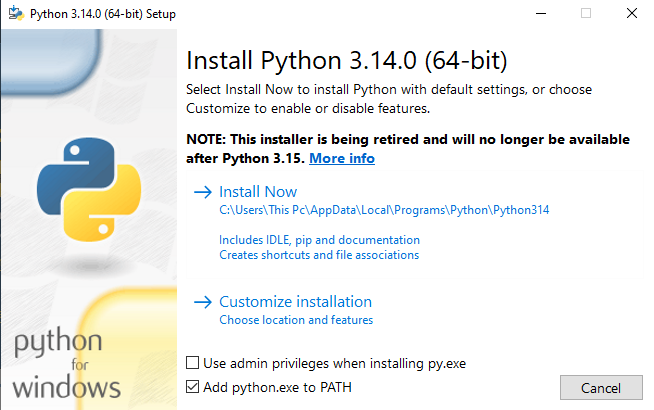 Python 3.14.0 (64-bit) Setup
Install Python 3.14.0 (64-bit)
Select Install Now to install Python with default settings, or choose
Customize to enable or disable features.
NOTE: This installer is being retired and will no longer be available
after Python 3.15. More info
Install Now
C:\Users\This Pc\AppData\Local\Programs\Python\Python314
Includes IDLE, pip and documentation
Creates shortcuts and file associations
Customize installation
Choose location and features
Use admin privileges when installing py.exe
Add python.exe to PATH
Cancel
python
for
windows